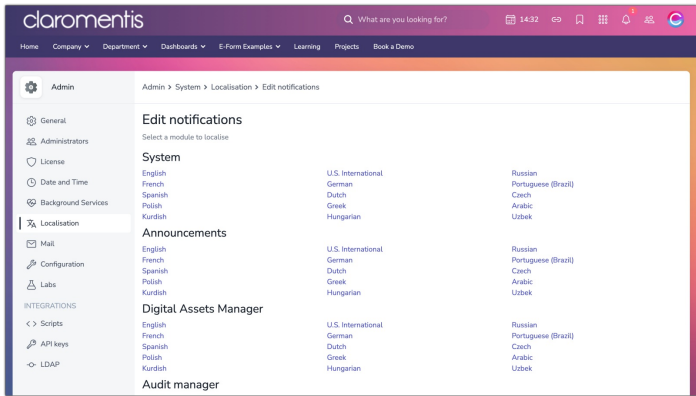 claromentis
What are you looking for?
14:32
1
Home Company Department Dashboards E-Form Examples Learning Projects Book a Demo
Admin
Admin > System > Localisation > Edit notifications
General
Administrators
License
Date and Time
Background Services
Localisation
Mail
Configuration
Labs
INTEGRATIONS
Scripts
API keys
LDAP
Edit notifications
Select a module to localise
System
English U.S. International Russian
French German Portuguese (Brazil)
Spanish Dutch Czech
Polish Greek Arabic
Kurdish Hungarian Uzbek
Announcements
English U.S. International Russian
French German Portuguese (Brazil)
Spanish Dutch Czech
Polish Greek Arabic
Kurdish Hungarian Uzbek
Digital Assets Manager
English U.S. International Russian
French German Portuguese (Brazil)
Spanish Dutch Czech
Polish Greek Arabic
Kurdish Hungarian Uzbek
Audit manager